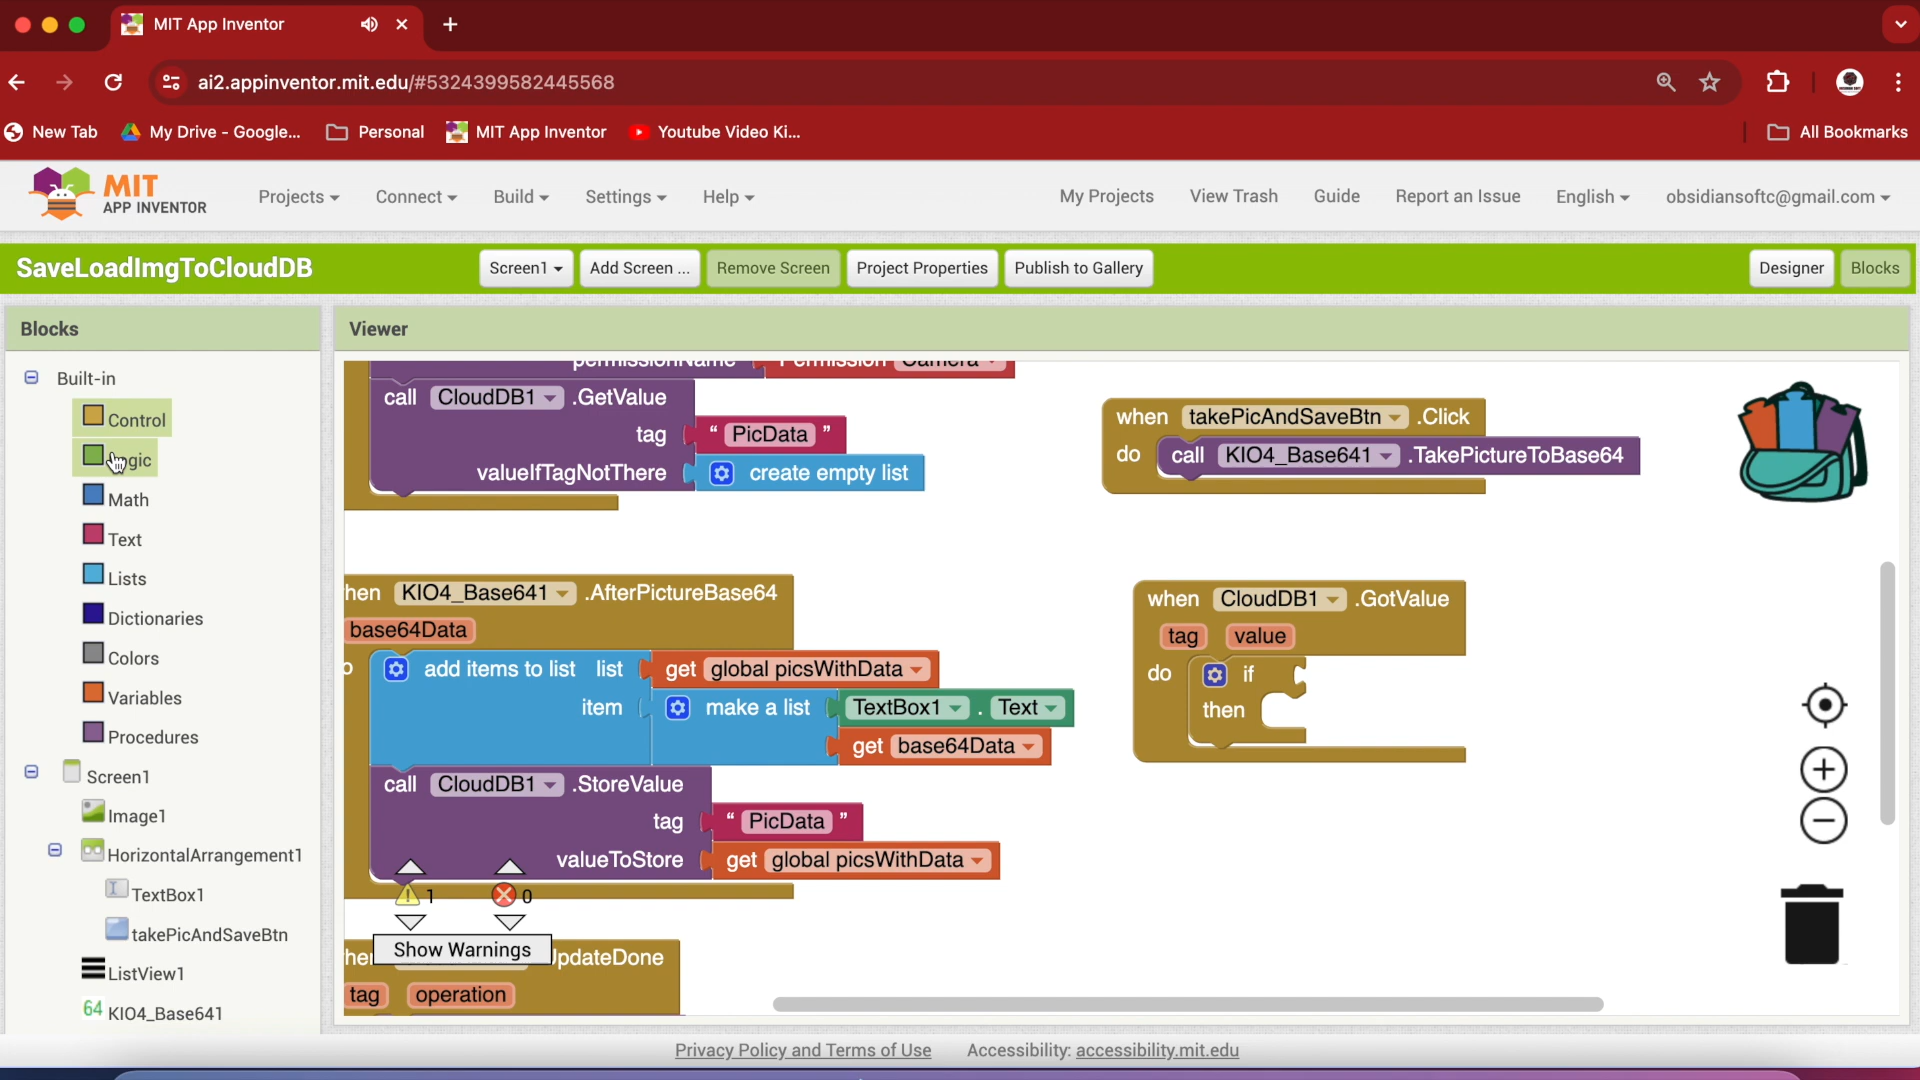 MIT App Inventor
ai2.appinventor.mit.edu/#5324399582445568
New Tab
My Drive - Google...
Personal
MIT App Inventor
Youtube Video Ki...
All Bookmarks
MIT
APP INVENTOR
Projects
Connect
Build
Settings
Help
My Projects
View Trash
Guide
Report an Issue
English
obsidiansoftc@gmail.com
SaveLoadImgToCloudDB
Screen1
Add Screen ...
Remove Screen
Project Properties
Publish to Gallery
Designer
Blocks
Blocks
Built-in
Control
Math
Text
Lists
Dictionaries
Colors
Variables
Procedures
Screen1
Image1
HorizontalArrangement1
TextBox1
takePicAndSaveBtn
ListView1
64 KIO4_Base641
Viewer
permissionName Permission Camera
call CloudDB1 .GetValue
tag " PicData "
valueIfTagNotThere create empty list
when takePicAndSaveBtn .Click
do call KIO4_Base641 .TakePictureToBase64
hen KIO4_Base641 .AfterPictureBase64
base64Data
add items to list list get global picsWithData
item make a list TextBox1 . Text
get base64Data
call CloudDB1 .StoreValue
tag " PicData "
valueToStore get global picsWithData
when CloudDB1 .GotValue
tag value
do if
then
1 0
Show Warnings
UpdateDone
tag operation
Privacy Policy and Terms of Use
Accessibility: accessibility.mit.edu